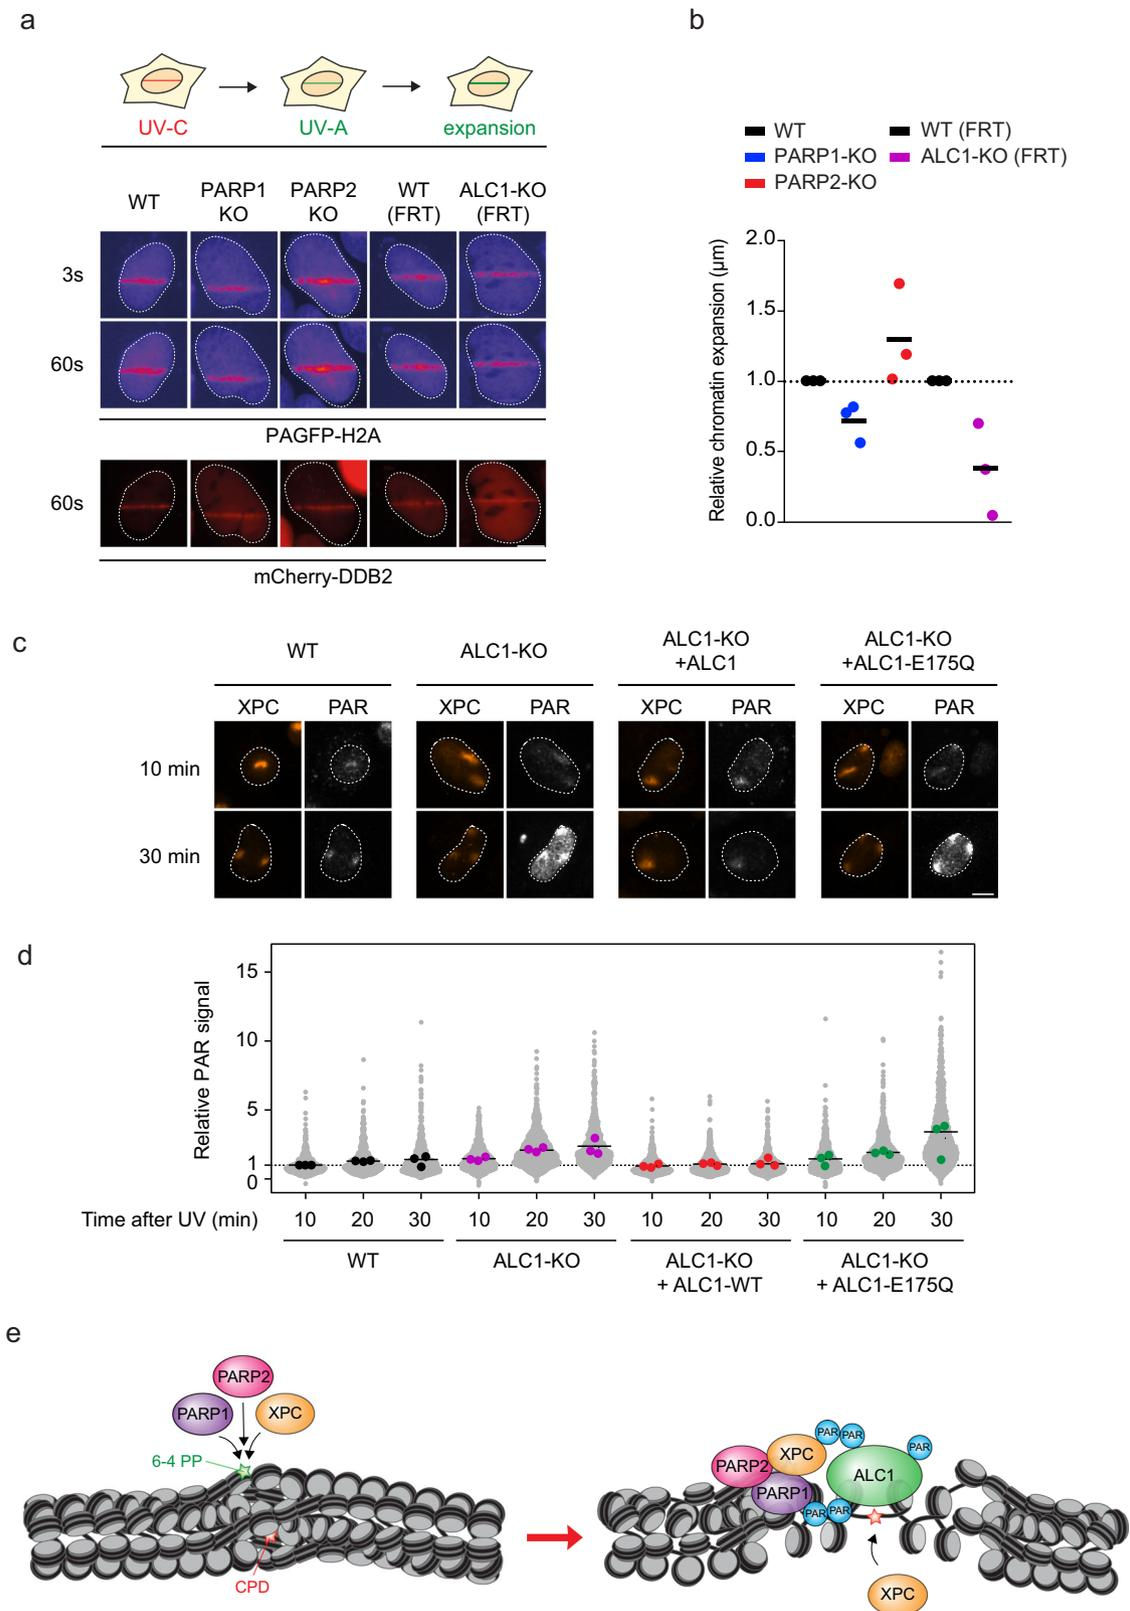 a
UV-C
UV-A
expansion
WT
PARP1
KO
PARP2
KO
WT
(FRT)
ALC1-KO
(FRT)
3s
60s
PAGFP-H2A
60s
mCherry-DDB2
b
WT
PARP1-KO
PARP2-KO
WT (FRT)
ALC1-KO (FRT)
Relative chromatin expansion (µm)
2.0
1.5
1.0
0.5
0.0
c
WT
ALC1-KO
ALC1-KO
+ALC1
ALC1-KO
+ALC1-E175Q
XPC PAR XPC PAR XPC PAR XPC PAR
10 min
30 min
d
Relative PAR signal
15
10
5
1
0
Time after UV (min) 10 20 30 10 20 30 10 20 30 10 20 30
WT
ALC1-KO
ALC1-KO
+ ALC1-WT
ALC1-KO
+ ALC1-E175Q
e
PARP2
PARP1
XPC
6-4 PP
CPD
PAR
PAR
PAR
XPC
PARP2
ALC1
PARP1
PAR
PAR
XPC